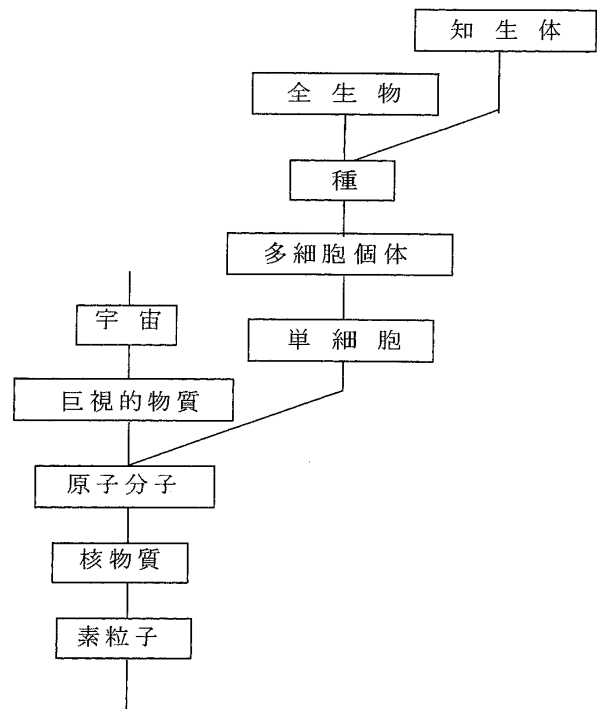 知生体
全生物
種
多細胞個体
宇宙
単細胞
巨視的物質
原子分子
核物質
素粒子